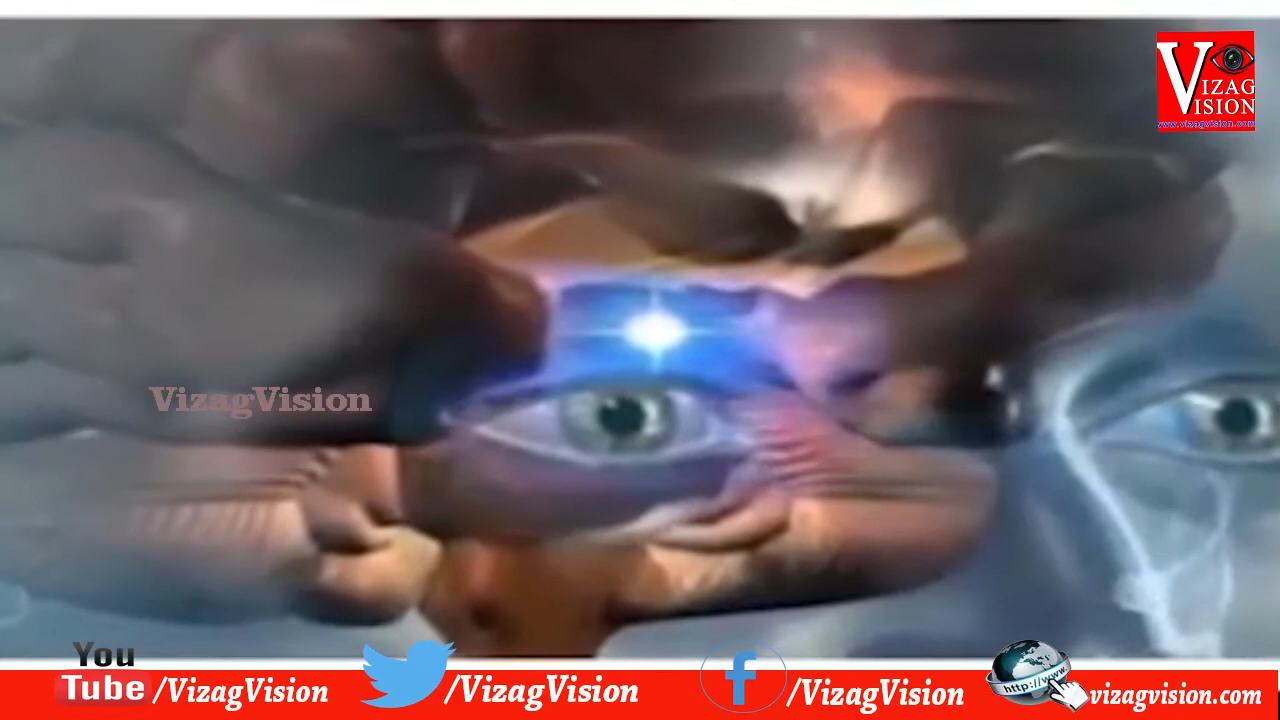 VIZAG
VISION
www.vizagvision.com
VizagVision
You
Tube /VizagVision
/VizagVision
/VizagVision
http://www
vizagvision.com